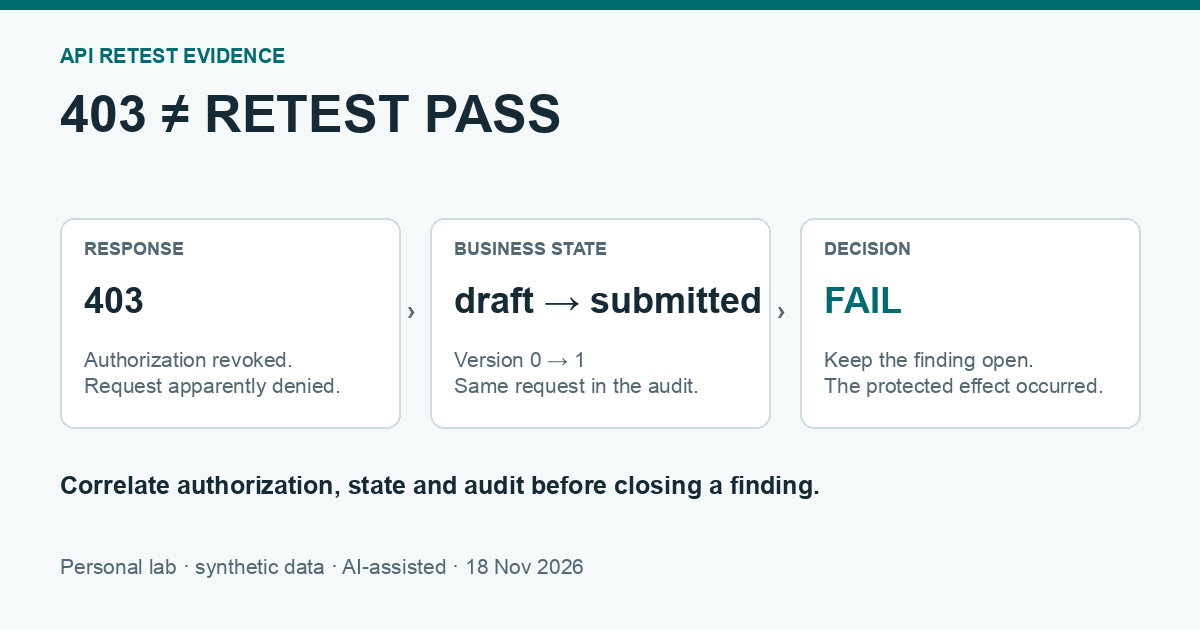 API RETEST EVIDENCE
403 ≠ RETEST PASS
RESPONSE
403
Authorization revoked.
Request apparently denied.
›
BUSINESS STATE
draft → submitted
Version 0 → 1
Same request in the audit.
›
DECISION
FAIL
Keep the finding open.
The protected effect occurred.
Correlate authorization, state and audit before closing a finding.
Personal lab · synthetic data · AI-assisted · 18 Nov 2026